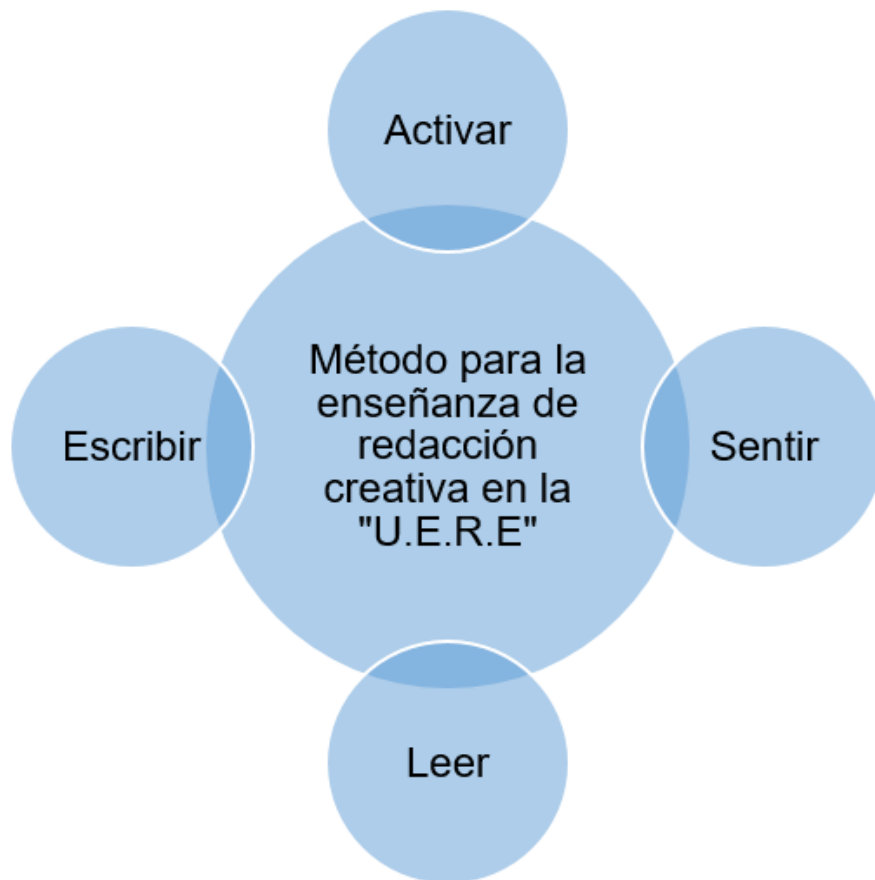 Activar
Método para la
enseñanza de
redacción
creativa en la
"U.E.R.E"
Escribir
Sentir
Leer